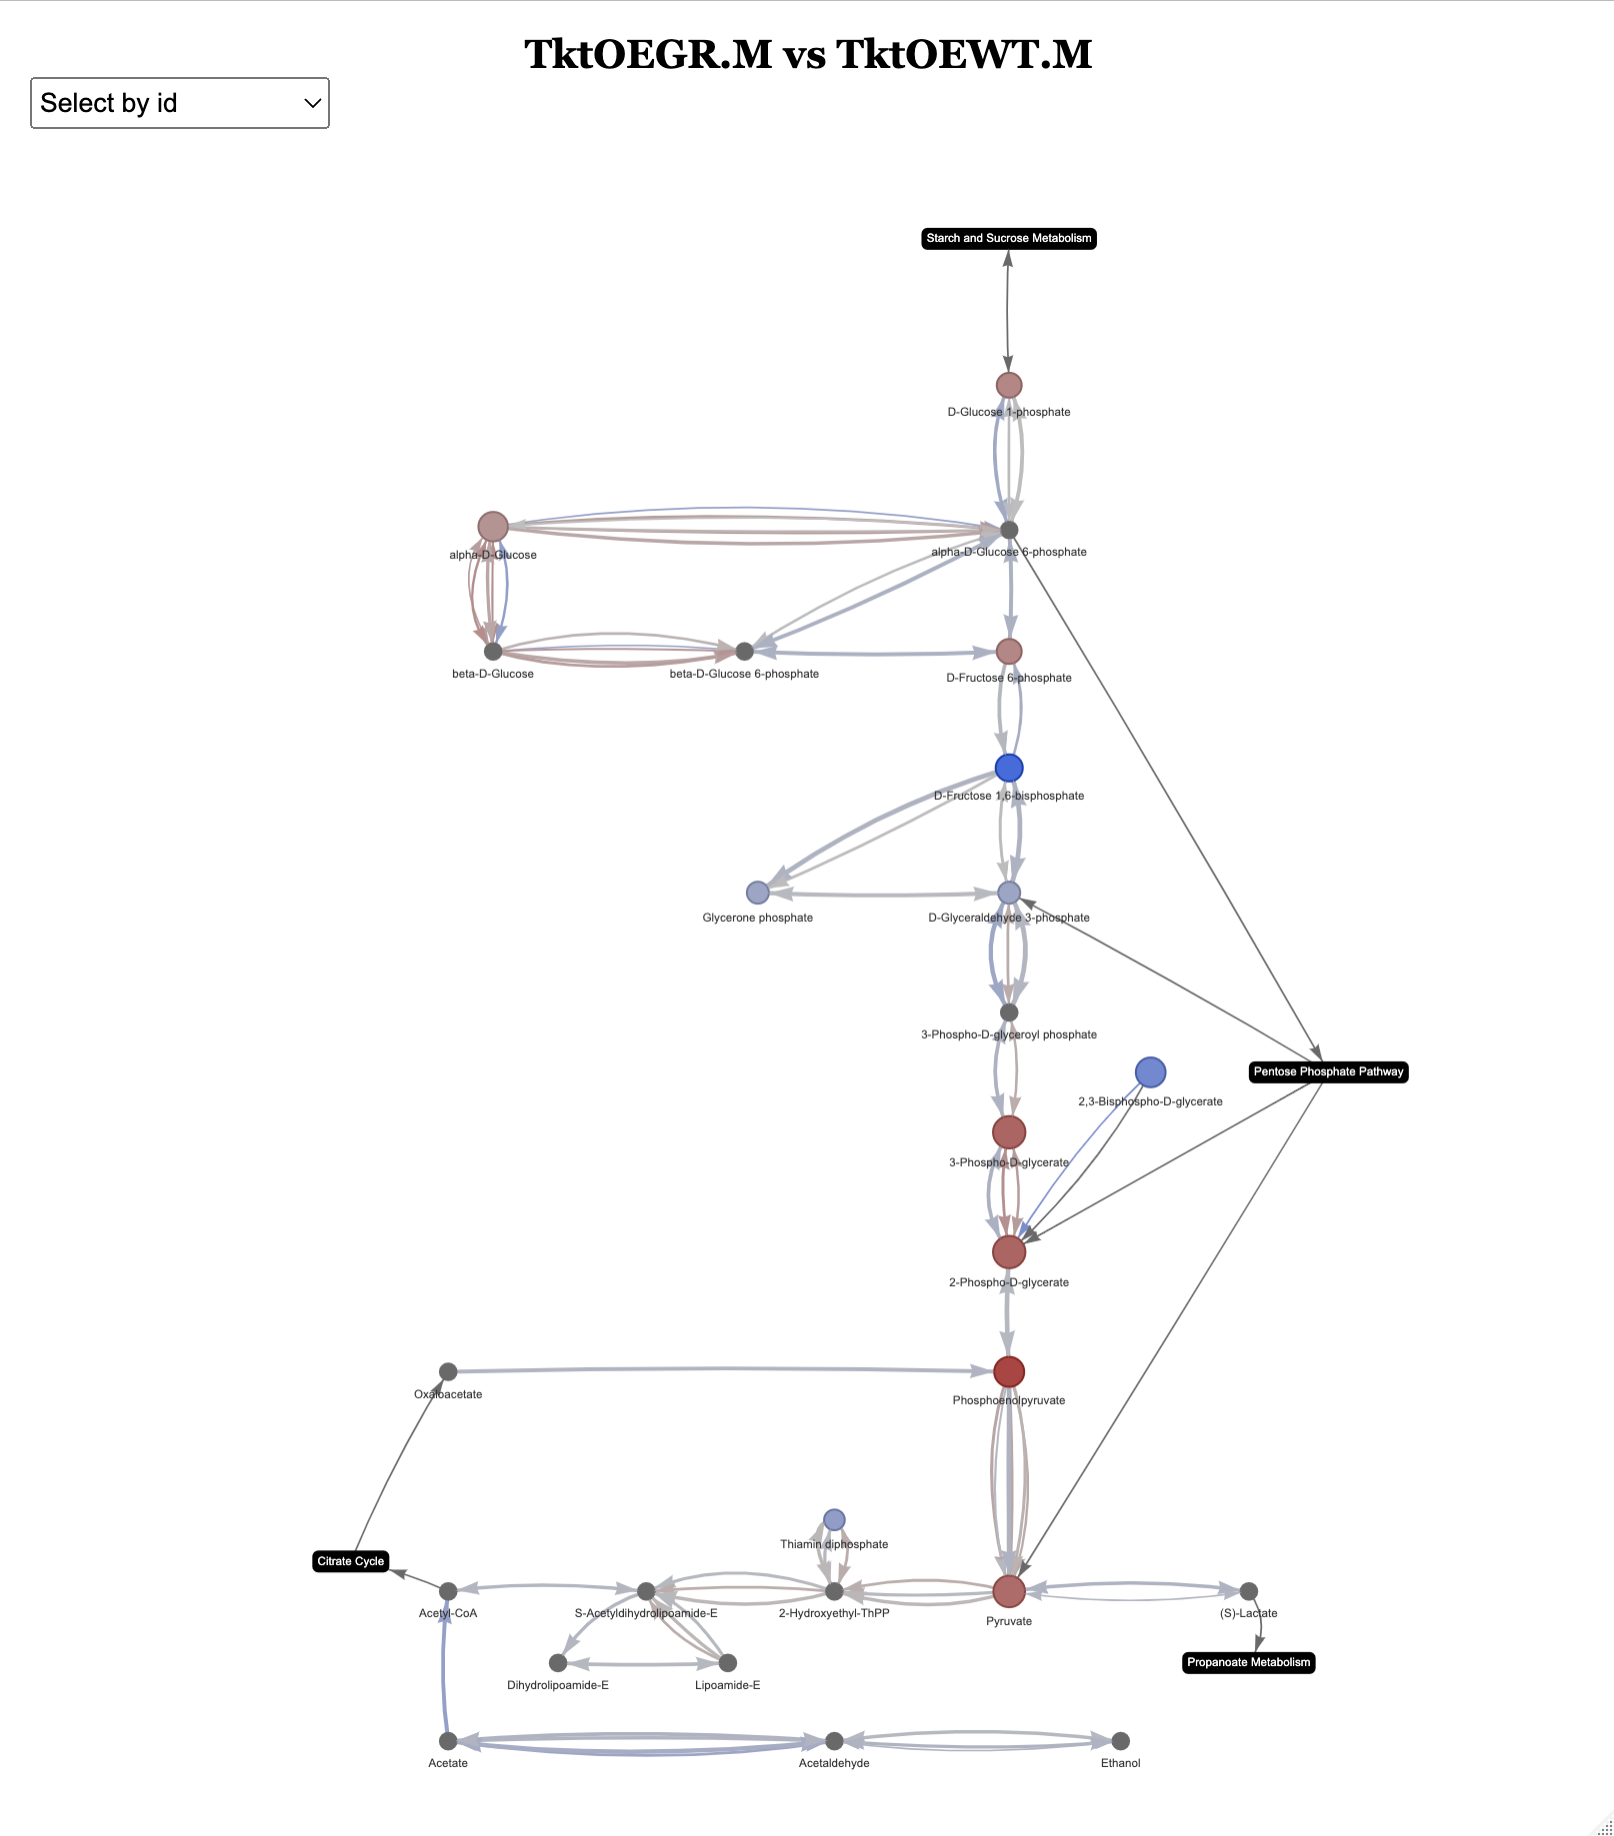 TktOEGR.M vs TktOEWT.M
Select by id
Starch and Sucrose Metabolism
D-Glucose 1-phosphate
alpha-D-Glucose
alpha-D-Glucose 6-phosphate
beta-D-Glucose
beta-D-Glucose 6-phosphate
D-Fructose 6-phosphate
D-Fructose 1,6-bisphosphate
Glycerone phosphate
D-Glyceraldehyde 3-phosphate
3-Phospho-D-glyceroyl phosphate
Pentose Phosphate Pathway
2,3-Bisphospho-D-glycerate
3-Phospho-D-glycerate
2-Phospho-D-glycerate
Oxaloacetate
Phosphoenolpyruvate
Thiamin diphosphate
Citrate Cycle
Acetyl-CoA
S-Acetyldihydrolipoamide-E
2-Hydroxyethyl-ThPP
Pyruvate
(S)-Lactate
Propanoate Metabolism
Dihydrolipoamide-E
Lipoamide-E
Acetate
Acetaldehyde
Ethanol